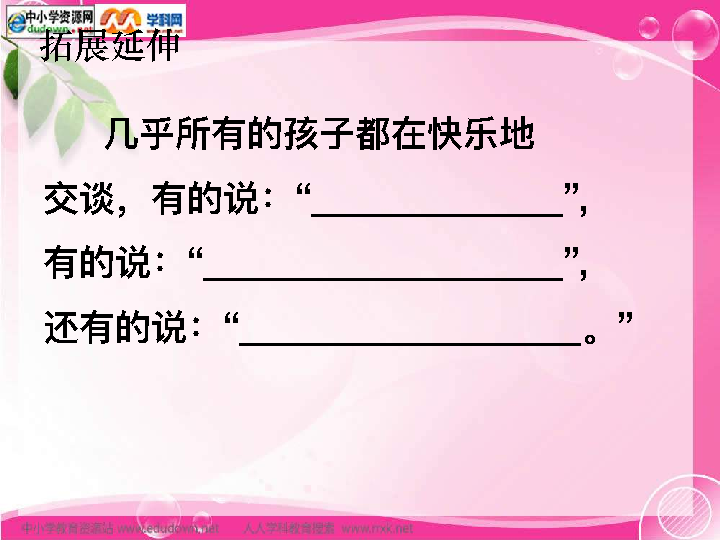 中小学资源网
dudown.net
学科网
拓展延伸
几乎所有的孩子都在快乐地
交谈，有的说：“______________”，
有的说：“____________________”，
还有的说：“___________________。”
中小学教育资源站 www.edudown.net 人人学科教育搜索 www.rrxk.net